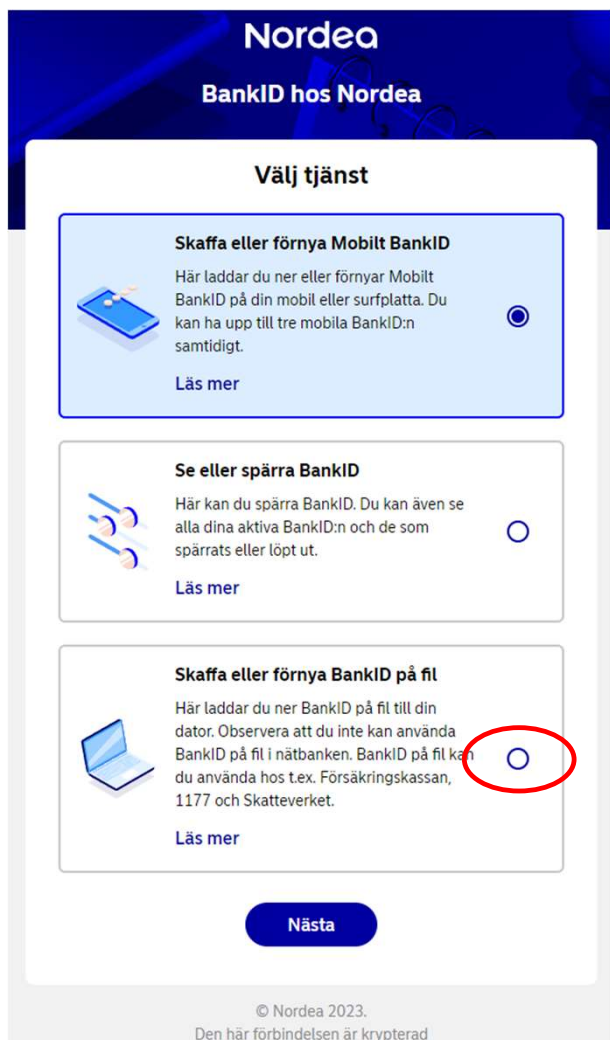 Nordea
BankID hos Nordea
Välj tjänst
Skaffa eller förnya Mobilt BankID
Här laddar du ner eller förnyar Mobilt
BankID på din mobil eller surfplatta. Du
kan ha upp till tre mobila BankID:n
samtidigt.
Läs mer
Se eller spärra BankID
Här kan du spärra BankID. Du kan även se
alla dina aktiva BankID:n och de som
spärrats eller löpt ut.
Läs mer
Skaffa eller förnya BankID på fil
Här laddar du ner BankID på fil till din
dator. Observera att du inte kan använda
BankID på fil i nätbanken. BankID på fil kan
du använda hos t.ex. Försäkringskassan,
1177 och Skatteverket.
Läs mer
Nästa
© Nordea 2023.
Den här förbindelsen är krypterad